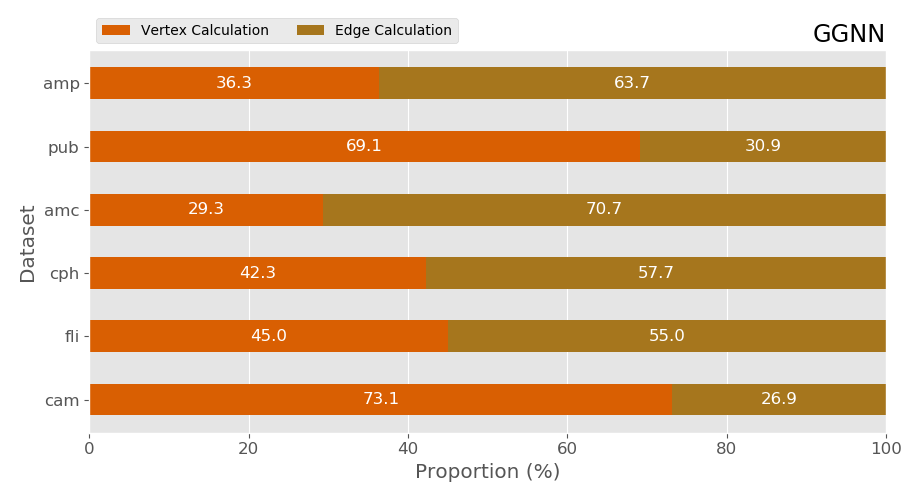 Vertex Calculation Edge Calculation
GGNN
amp 36.3 63.7
pub 69.1 30.9
amc 29.3 70.7
cph 42.3 57.7
fli 45.0 55.0
cam 73.1 26.9
Dataset
0 20 40 60 80 100
Proportion (%)